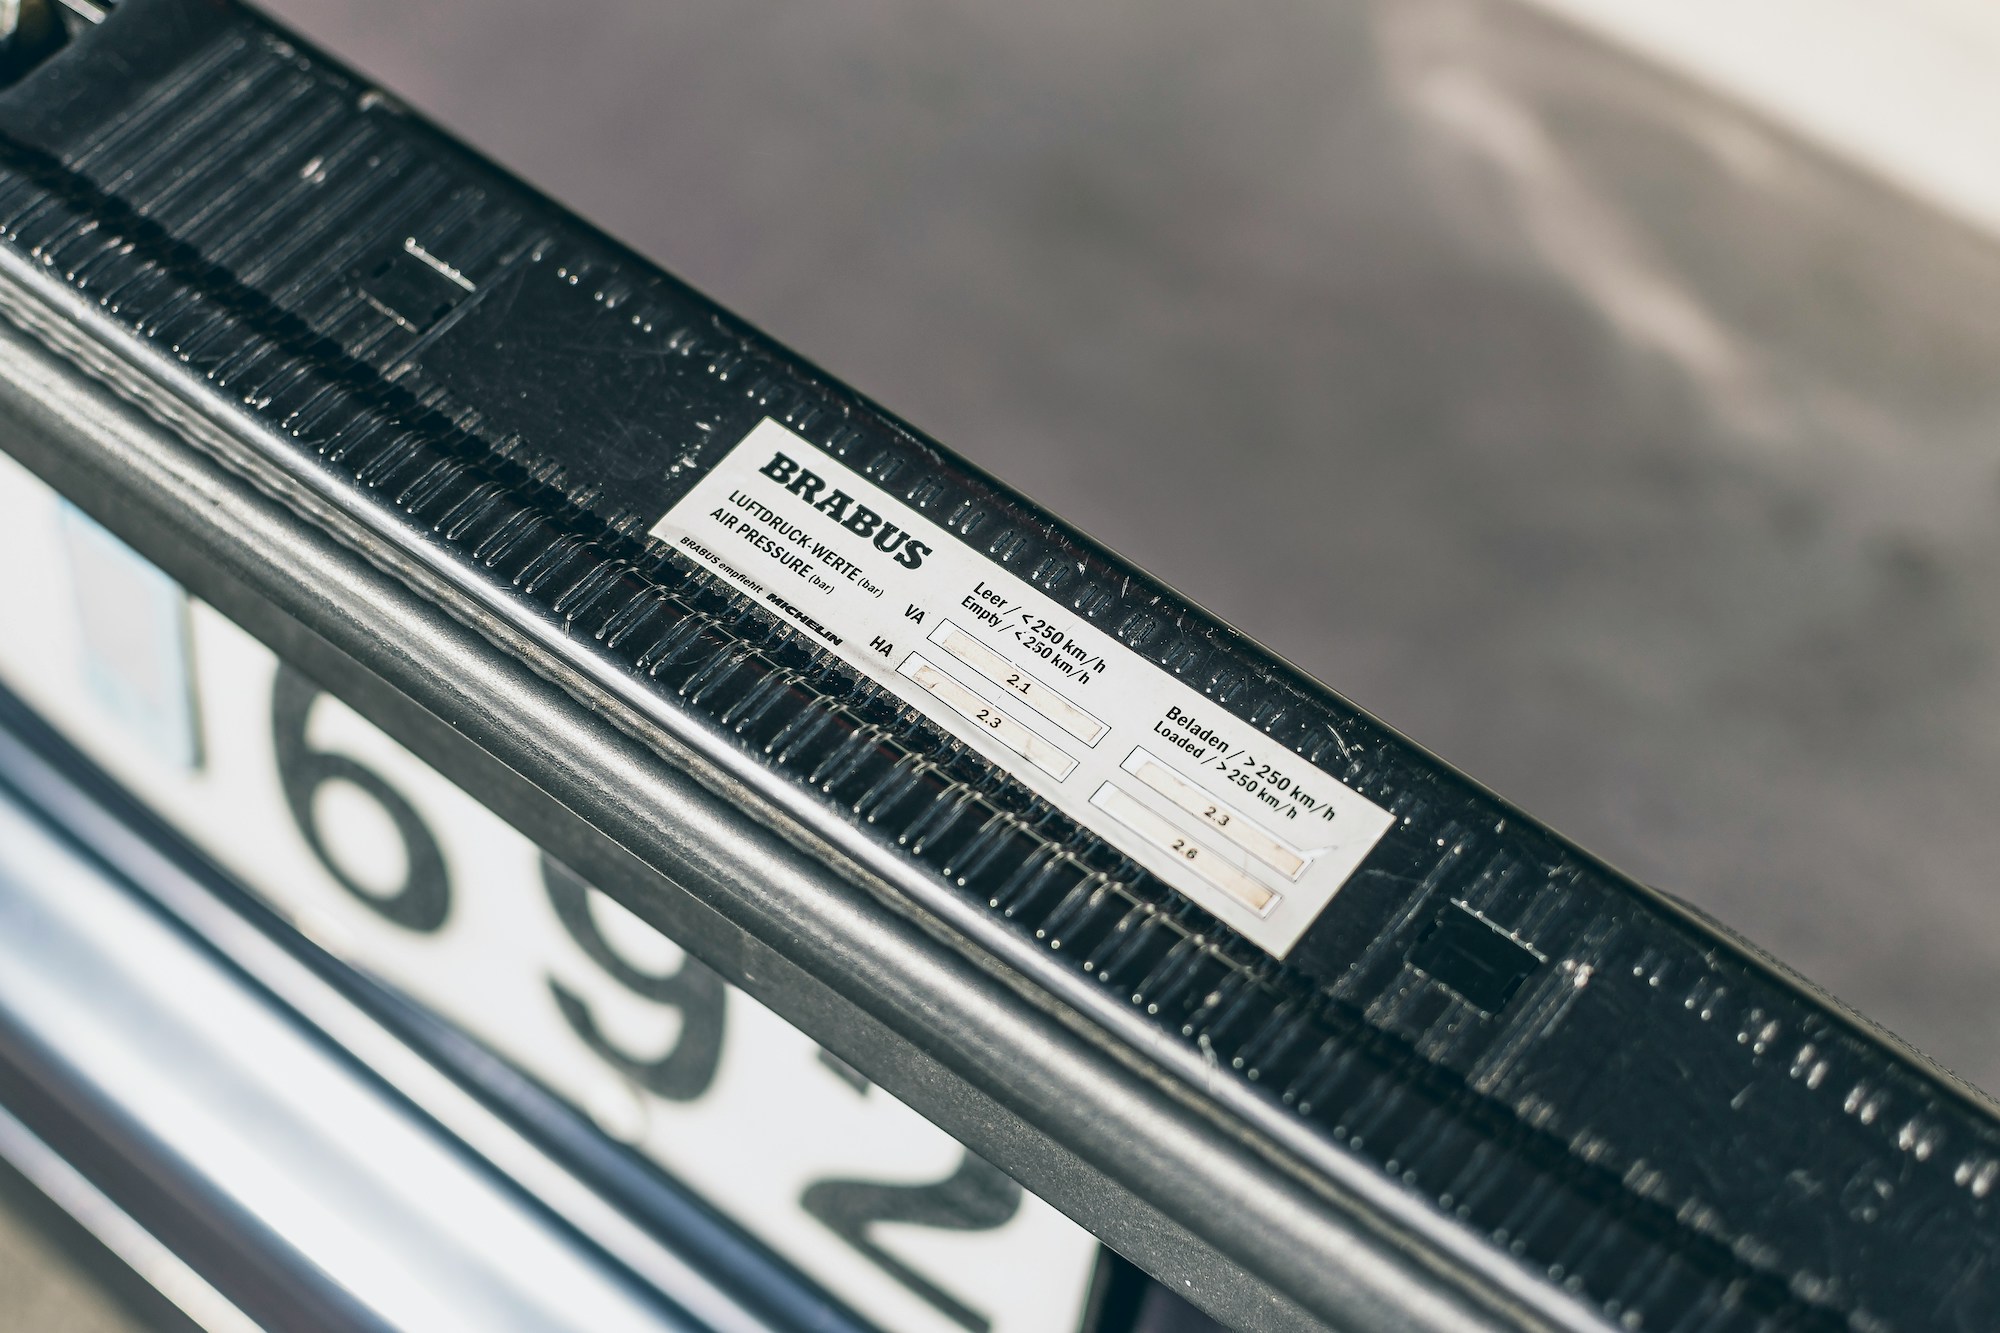 BRABUS
LUFTDRUCK-WERTE (bar)
AIR PRESSURE (bar)
BRABUS empfiehlt MICHELIN
Leer / < 250 km/h
Empty / < 250 km/h
VA 2.1
HA 2.3
Beladen / > 250 km/h
Loaded / > 250 km/h
2.3
2.6
692